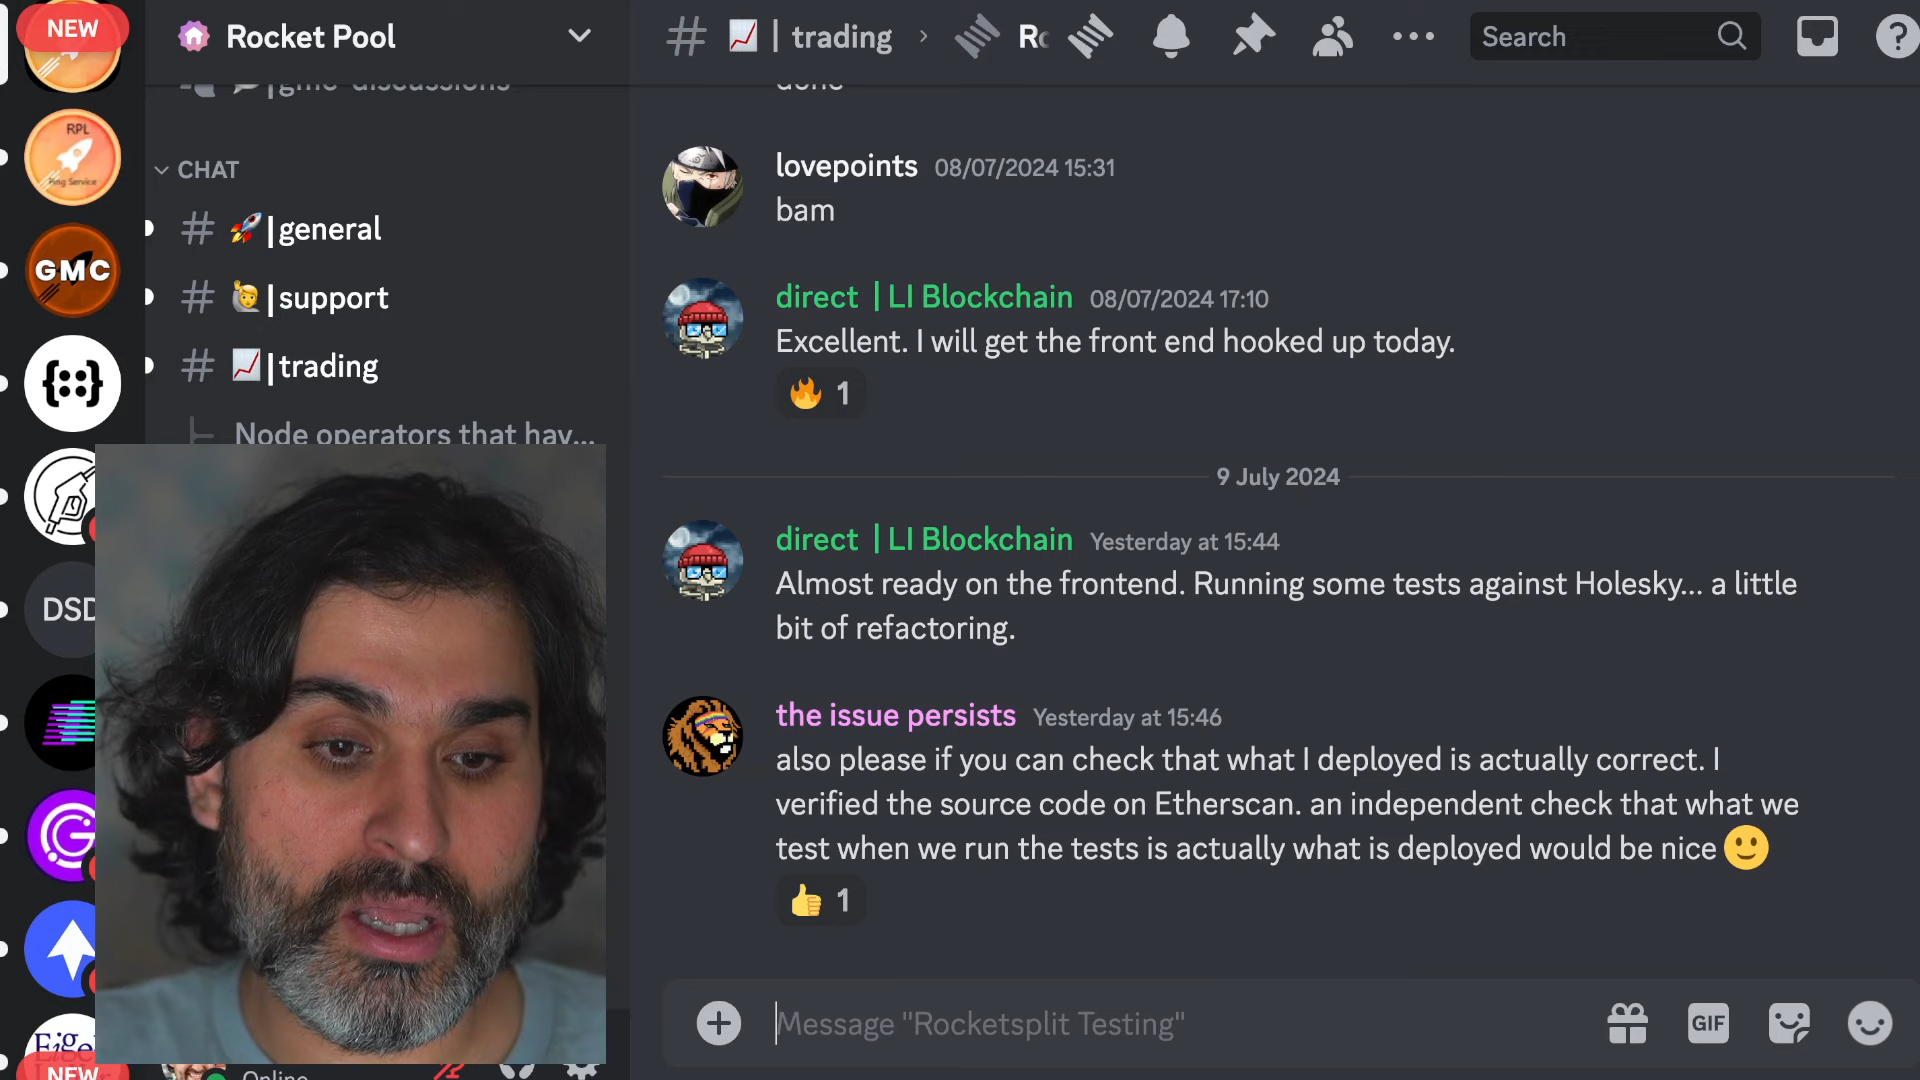 NEW
Rocket Pool
trading
Search
?
RPL
GMC
DSD
NEW
CHAT
|general
|support
|trading
Node operators that hav...
Online
lovepoints 08/07/2024 15:31
bam
direct | LI Blockchain 08/07/2024 17:10
Excellent. I will get the front end hooked up today.
1
9 July 2024
direct | LI Blockchain Yesterday at 15:44
Almost ready on the frontend. Running some tests against Holesky... a little
bit of refactoring.
the issue persists Yesterday at 15:46
also please if you can check that what I deployed is actually correct. I
verified the source code on Etherscan. an independent check that what we
test when we run the tests is actually what is deployed would be nice
1
Message "Rocketsplit Testing"
GIF